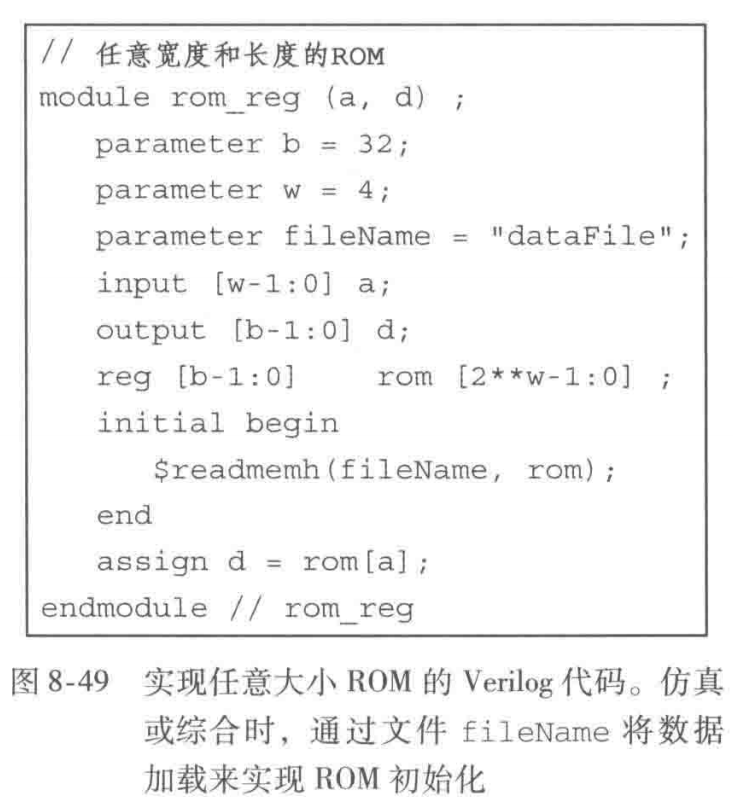 // 任意宽度和长度的ROM
module rom_reg (a, d) ;
parameter b = 32;
parameter w = 4;
parameter fileName = "dataFile";
input [w-1:0] a;
output [b-1:0] d;
reg [b-1:0] rom [2**w-1:0] ;
initial begin
$readmemh(fileName, rom);
end
assign d = rom[a];
endmodule // rom_reg
图 8-49 实现任意大小 ROM 的 Verilog 代码。仿真
或综合时，通过文件 fileName 将数据
加载来实现 ROM 初始化